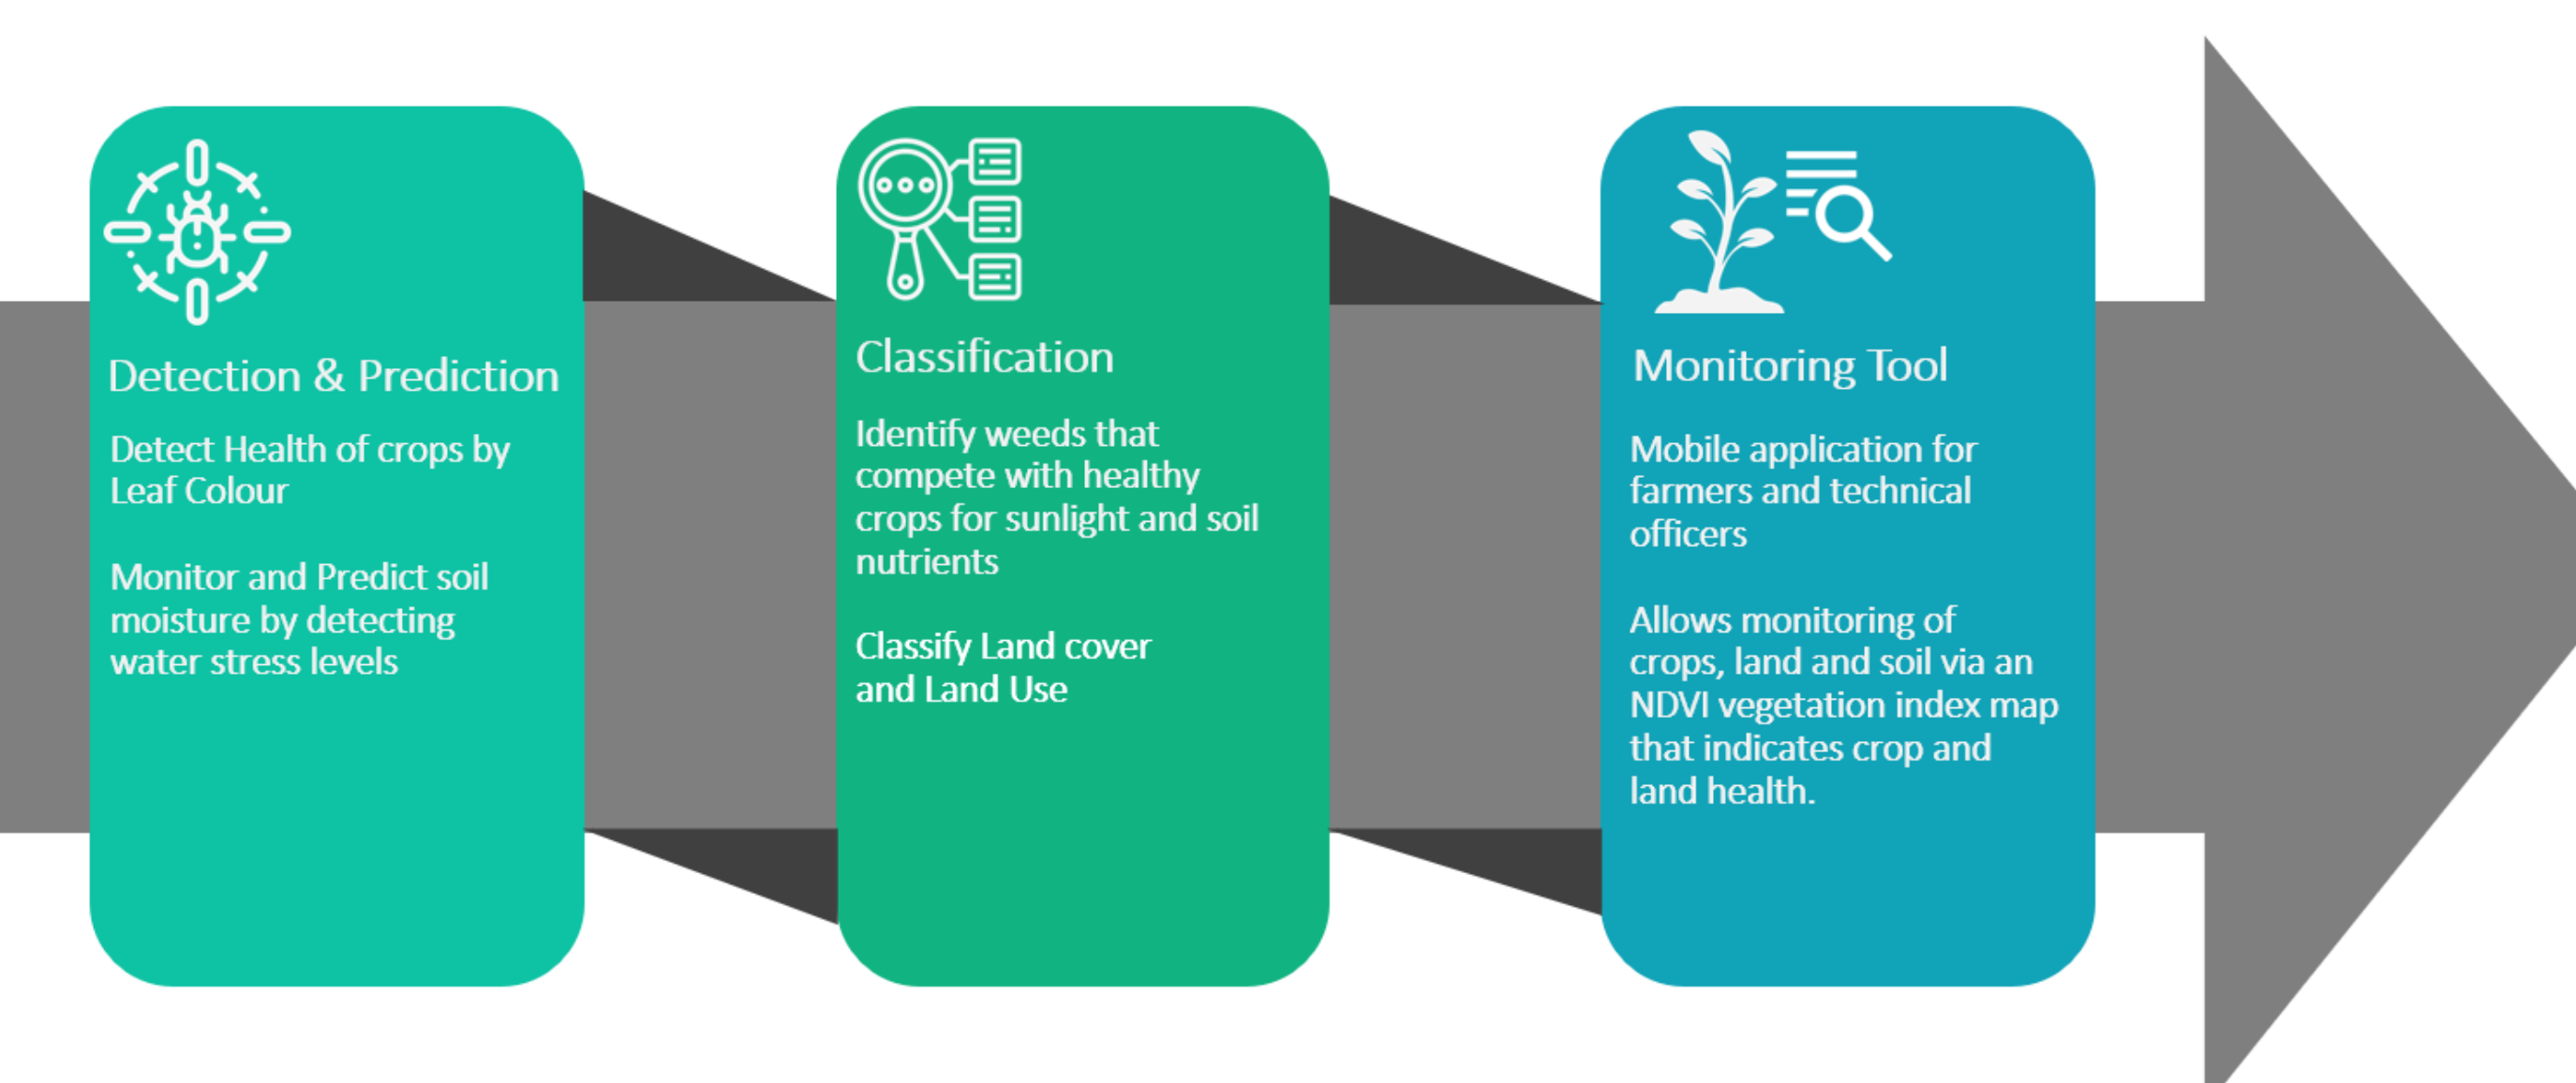 Detection & Prediction
Detect Health of crops by
Leaf Colour
Monitor and Predict soil
moisture by detecting
water stress levels
Classification
Identify weeds that
compete with healthy
crops for sunlight and soil
nutrients
Classify Land cover
and Land Use
Monitoring Tool
Mobile application for
farmers and technical
officers
Allows monitoring of
crops, land and soil via an
NDVI vegetation index map
that indicates crop and
land health.